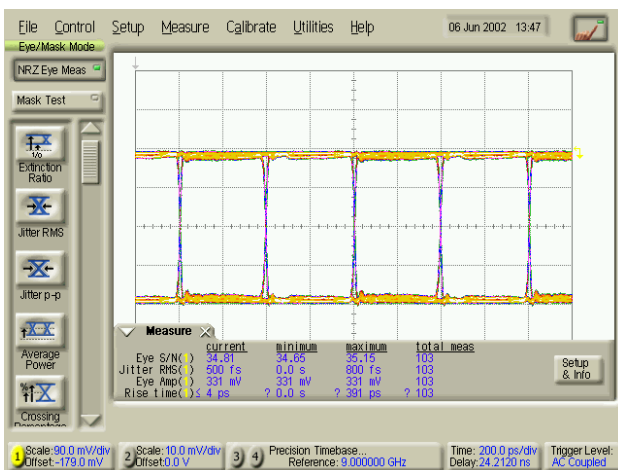 File Control Setup Measure Calibrate Utilities Help 06 Jun 2002 13:47
Eye/Mask Mode
NRZ Eye Meas
Mask Test
Extinction
Ratio
Jitter RMS
Jitter p-p
Average
Power
Crossing
Percentage
Measure
current minimum maximum total meas
Eye S/N(1) 34.81 34.65 35.15 103
Jitter RMS(1) 500 fs 0.0 s 800 fs 103
Eye Amp(1) 331 mV 331 mV 331 mV 103
Rise time(1)≤ 4 ps ? 0.0 s ? 391 ps ? 103
Setup
& Info
1 Scale:90.0 mV/div
Offset:-179.0 mV
2 Scale:10.0 mV/div
Offset:0.0 V
3 4
Precision Timebase...
Reference: 9.000000 GHz
Time: 200.0 ps/div
Delay:24.2120 ns
Trigger Level:
AC Coupled